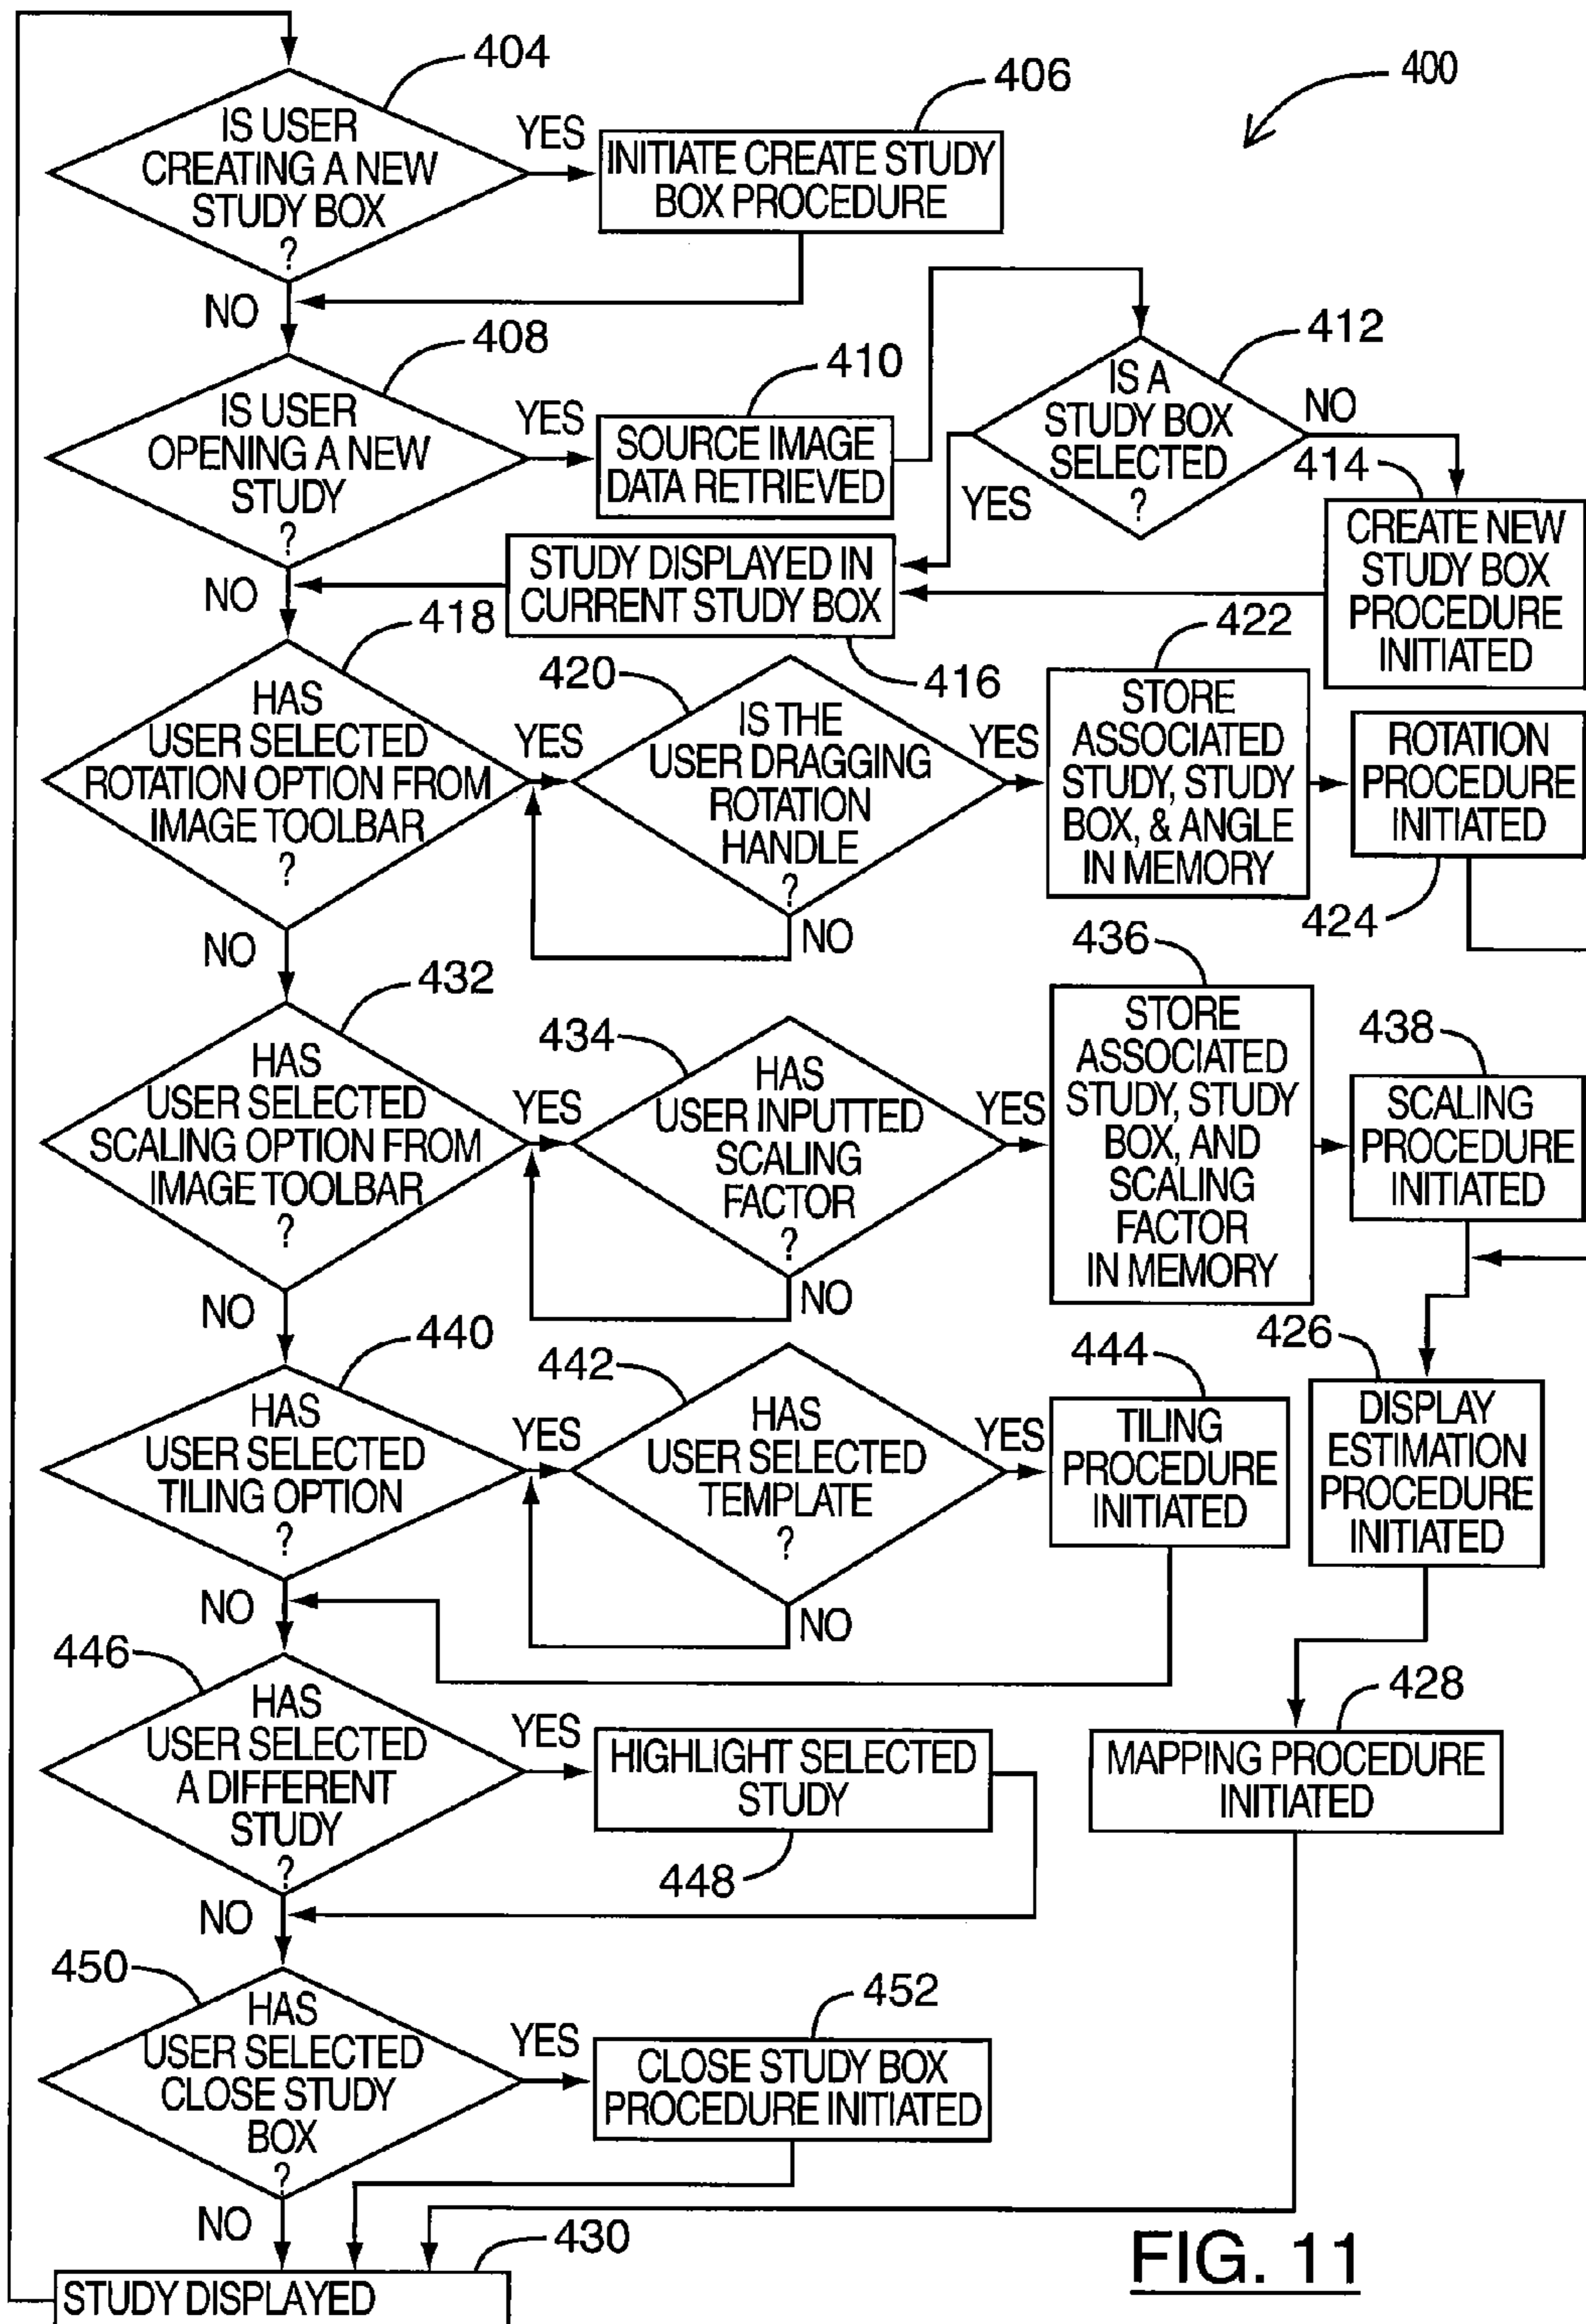 404
406
400
IS USER
CREATING A NEW
STUDY BOX
?
YES
INITIATE CREATE STUDY
BOX PROCEDURE
NO
408
IS USER
OPENING A NEW
STUDY
?
YES
410
SOURCE IMAGE
DATA RETRIEVED
412
IS A
STUDY BOX
SELECTED
?
NO
YES
414
CREATE NEW
STUDY BOX
PROCEDURE
INITIATED
STUDY DISPLAYED IN
CURRENT STUDY BOX
416
NO
418
HAS
USER SELECTED
ROTATION OPTION FROM
IMAGE TOOLBAR
?
YES
420
IS THE
USER DRAGGING
ROTATION
HANDLE
?
YES
NO
422
STORE
ASSOCIATED
STUDY, STUDY
BOX, & ANGLE
IN MEMORY
ROTATION
PROCEDURE
INITIATED
424
NO
432
HAS
USER SELECTED
SCALING OPTION FROM
IMAGE TOOLBAR
?
YES
434
HAS
USER INPUTTED
SCALING
FACTOR
?
YES
NO
436
STORE
ASSOCIATED
STUDY, STUDY
BOX, AND
SCALING
FACTOR
IN MEMORY
438
SCALING
PROCEDURE
INITIATED
NO
440
HAS
USER SELECTED
TILING OPTION
?
YES
442
HAS
USER SELECTED
TEMPLATE
?
YES
NO
444
TILING
PROCEDURE
INITIATED
426
DISPLAY
ESTIMATION
PROCEDURE
INITIATED
NO
446
HAS
USER SELECTED
A DIFFERENT
STUDY
?
YES
HIGHLIGHT SELECTED
STUDY
448
428
MAPPING PROCEDURE
INITIATED
NO
450
HAS
USER SELECTED
CLOSE STUDY
BOX
?
YES
452
CLOSE STUDY BOX
PROCEDURE INITIATED
NO
430
STUDY DISPLAYED
FIG. 11